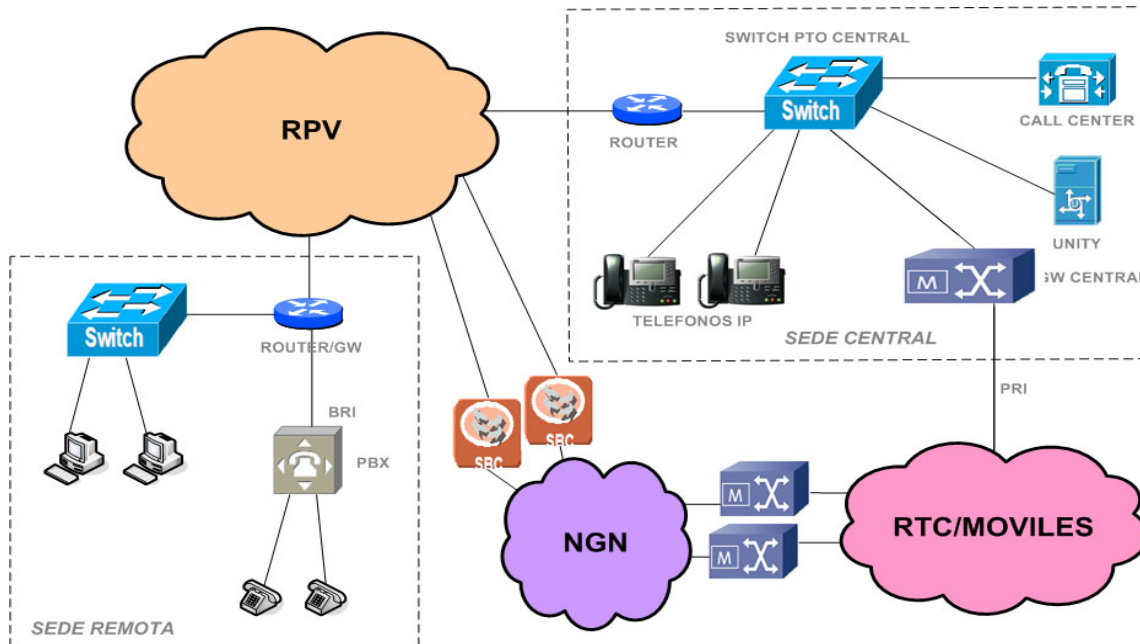 SWITCH PTO CENTRAL
Switch
CALL CENTER
ROUTER
RPV
UNITY
GW CENTRAL
TELEFONOS IP
SEDE CENTRAL
M
PRI
Switch
ROUTER/GW
BRI
PBX
SEDE REMOTA
SBC
SBC
NGN
M
M
RTC/MOVILES